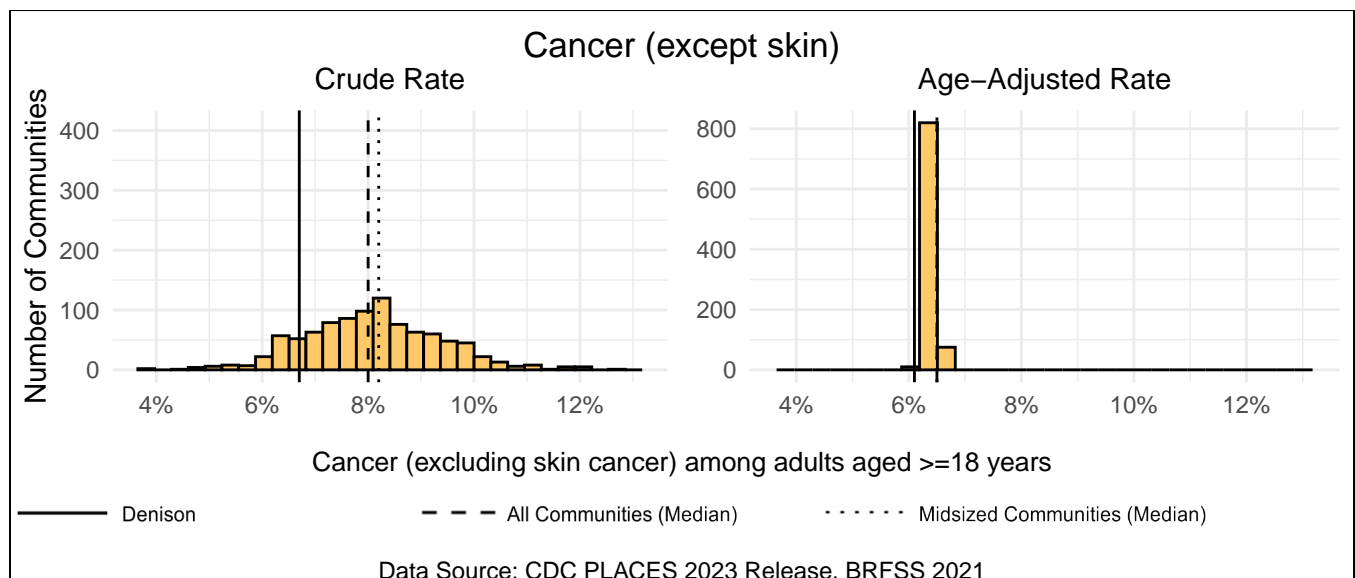 Cancer (except skin)
Crude Rate
Age−Adjusted Rate
Number of Communities
400
300
200
100
0
4%
6%
8%
10%
12%
800
600
400
200
0
4%
6%
8%
10%
12%
Cancer (excluding skin cancer) among adults aged >=18 years
Denison
All Communities (Median)
Midsized Communities (Median)
Data Source: CDC PLACES 2023 Release, BRFSS 2021